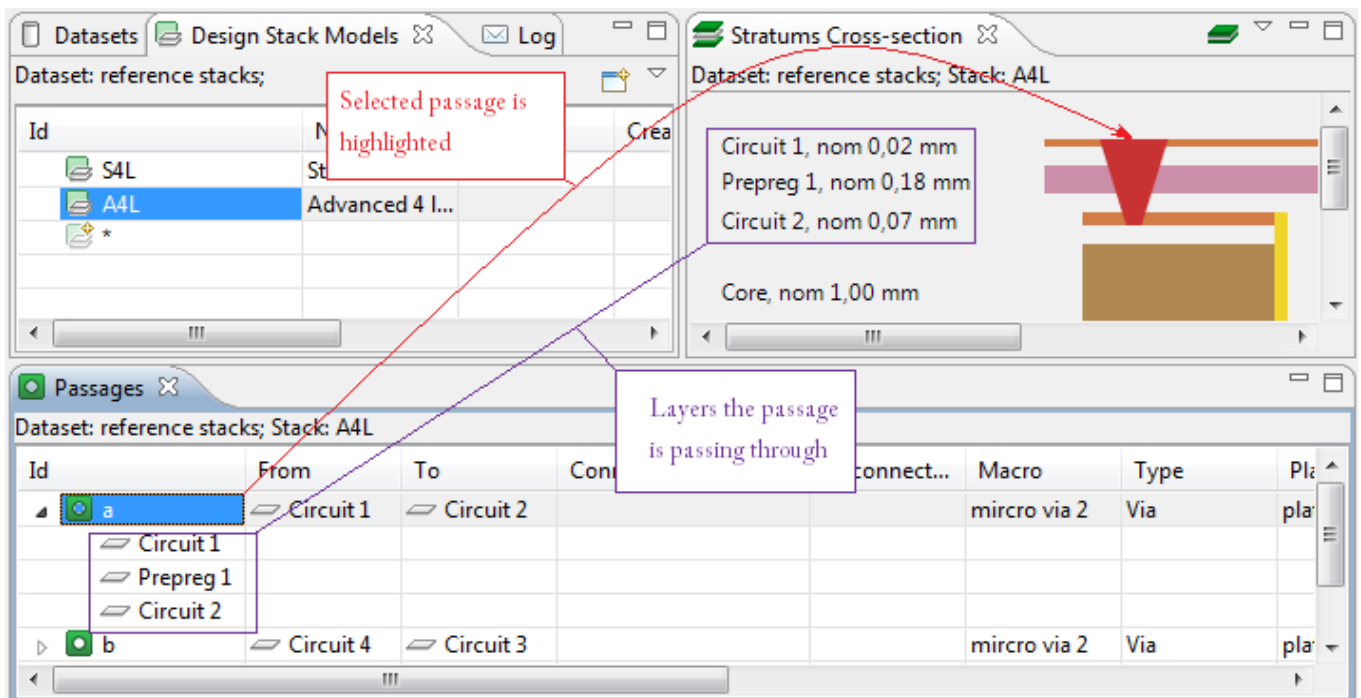 Datasets Design Stack Models Log
Dataset: reference stacks;
Id N Crea
S4L St
A4L Advanced 4 l...
*
Selected passage is
highlighted
Stratums Cross-section
Dataset: reference stacks; Stack: A4L
Circuit 1, nom 0,02 mm
Prepreg 1, nom 0,18 mm
Circuit 2, nom 0,07 mm
Core, nom 1,00 mm
Layers the passage
is passing through
Passages
Dataset: reference stacks; Stack: A4L
Id From To Conn connect... Macro Type Pla
a Circuit 1 Circuit 2 mircro via 2 Via pla
Circuit 1
Prepreg 1
Circuit 2
b Circuit 4 Circuit 3 mircro via 2 Via pla